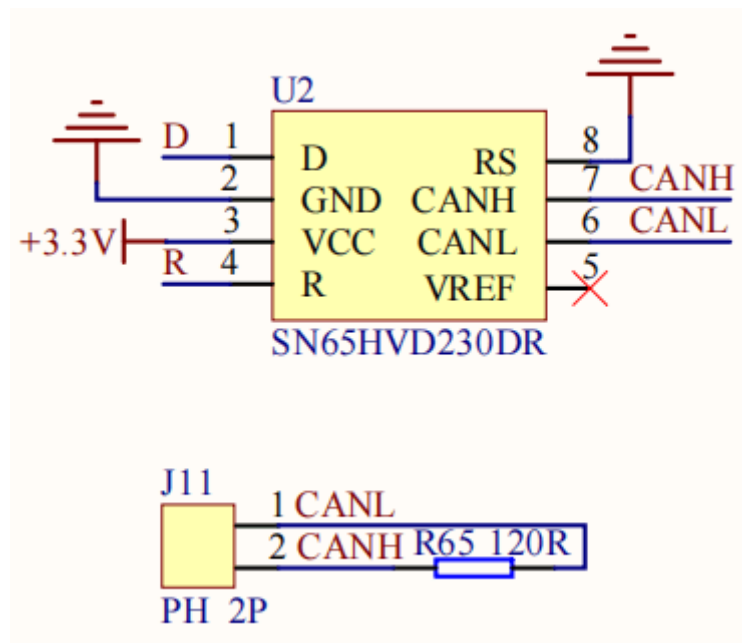 U2
D 1 D RS 8
2 GND CANH 7 CANH
+3.3V 3 VCC CANL 6 CANL
R 4 R VREF 5
SN65HVD230DR
J11
1 CANL
2 CANH R65 120R
PH 2P